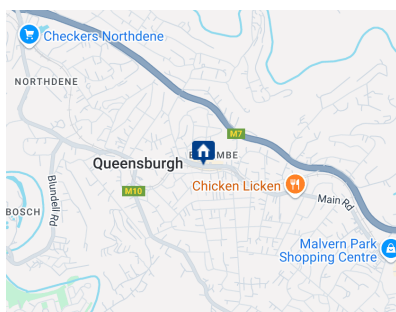 Checkers Northdene
NORTHDENE
M7
Queensburgh
M10
Chicken Licken
Blundell Rd
BOSCH
Main Rd
Malvern Park
Shopping Centre